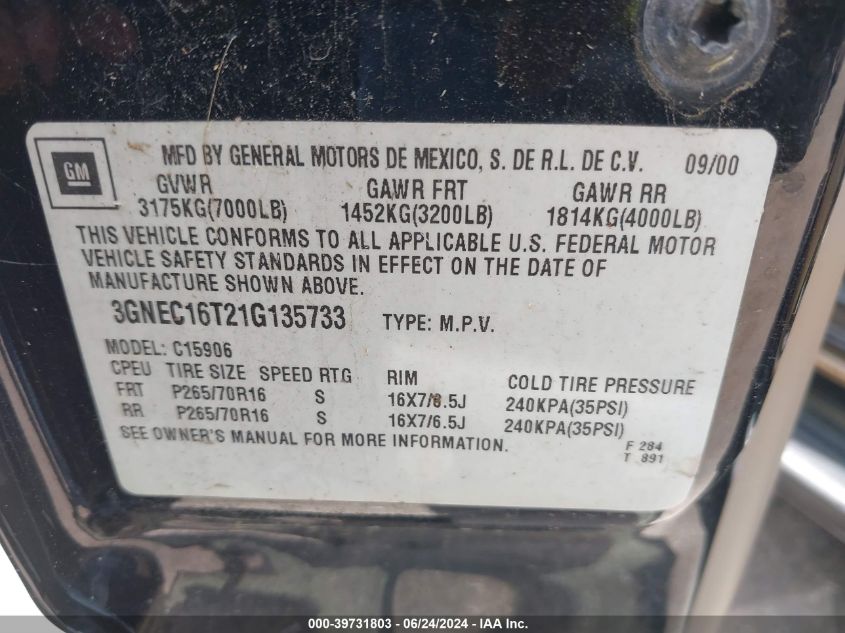 GM
MFD BY GENERAL MOTORS DE MEXICO, S. DE R.L. DE C.V. 09/00
GVWR GAWR FRT GAWR RR
3175KG(7000LB) 1452KG(3200LB) 1814KG(4000LB)
THIS VEHICLE CONFORMS TO ALL APPLICABLE U.S. FEDERAL MOTOR
VEHICLE SAFETY STANDARDS IN EFFECT ON THE DATE OF
MANUFACTURE SHOWN ABOVE.
3GNEC16T21G135733 TYPE: M.P.V.
MODEL: C15906
CPEU TIRE SIZE SPEED RTG RIM COLD TIRE PRESSURE
FRT P265/70R16 S 16X7/6.5J 240KPA(35PSI)
RR P265/70R16 S 16X7/6.5J 240KPA(35PSI)
SEE OWNER'S MANUAL FOR MORE INFORMATION.
F 284
T 891
000-39731803 - 06/24/2024 - IAA Inc.